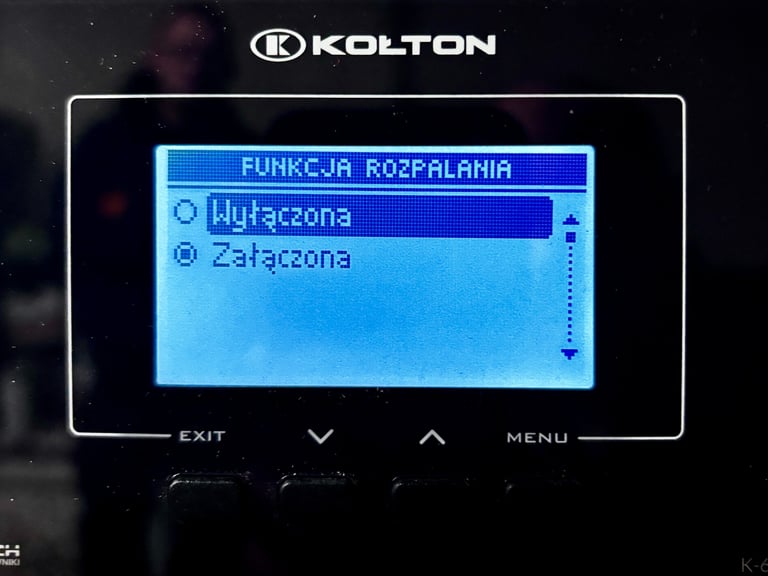 KOŁTON
FUNKCJA ROZPALANIA
Wyłączona
Załączona
EXIT
MENU